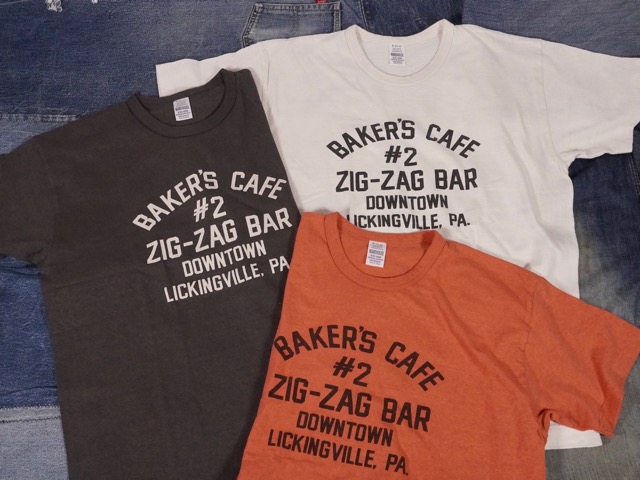 BAKER'S CAFE
#2
ZIG-ZAG BAR
DOWNTOWN
LICKINGVILLE, PA.
BAKER'S CAFE
#2
ZIG-ZAG BAR
DOWNTOWN
LICKINGVILLE, PA
BAKER'S CAFE
#2
ZIG-ZAG BAR
DOWNTOWN
LICKINGVILLE, PA.